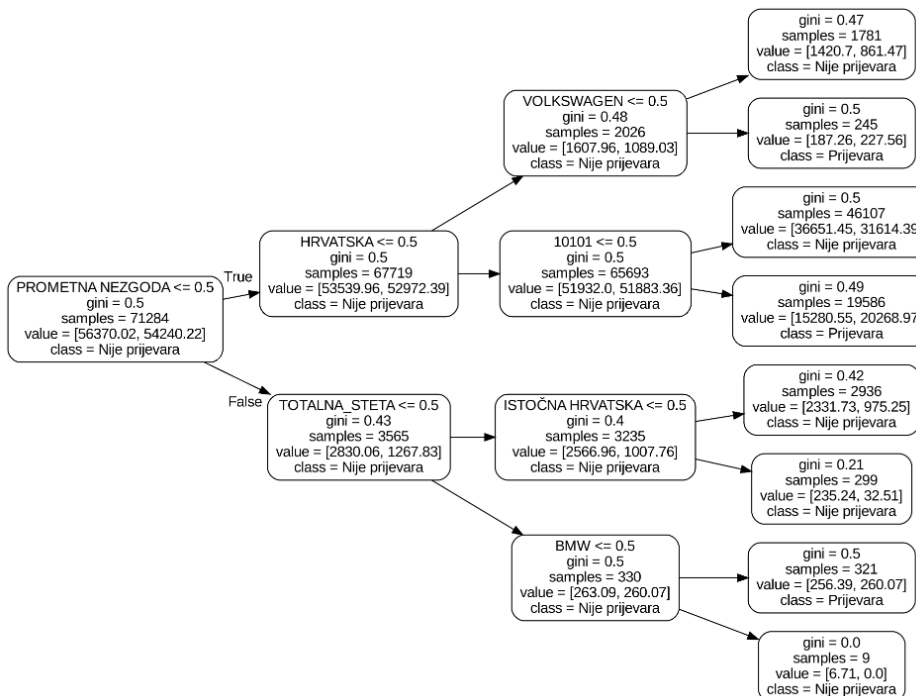 gini = 0.47
samples = 1781
value = [1420.7, 861.47]
class = Nije prijevara
VOLKSWAGEN <= 0.5
gini = 0.48
samples = 2026
value = [1607.96, 1089.03]
class = Nije prijevara
gini = 0.5
samples = 245
value = [187.26, 227.56]
class = Prijevara
HRVATSKA <= 0.5
gini = 0.5
samples = 67719
value = [53539.96, 52972.39]
class = Nije prijevara
10101 <= 0.5
gini = 0.5
samples = 65693
value = [51932.0, 51883.36]
class = Nije prijevara
gini = 0.5
samples = 46107
value = [36651.45, 31614.39
class = Nije prijevara
True
PROMETNA NEZGODA <= 0.5
gini = 0.5
samples = 71284
value = [56370.02, 54240.22]
class = Nije prijevara
gini = 0.49
samples = 19586
value = [15280.55, 20268.97
class = Prijevara
False
TOTALNA_STETA <= 0.5
gini = 0.43
samples = 3565
value = [2830.06, 1267.83]
class = Nije prijevara
ISTOČNA HRVATSKA <= 0.5
gini = 0.4
samples = 3235
value = [2566.96, 1007.76]
class = Nije prijevara
gini = 0.42
samples = 2936
value = [2331.73, 975.25]
class = Nije prijevara
gini = 0.21
samples = 299
value = [235.24, 32.51]
class = Nije prijevara
BMW <= 0.5
gini = 0.5
samples = 330
value = [263.09, 260.07]
class = Nije prijevara
gini = 0.5
samples = 321
value = [256.39, 260.07]
class = Prijevara
gini = 0.0
samples = 9
value = [6.71, 0.0]
class = Nije prijevara